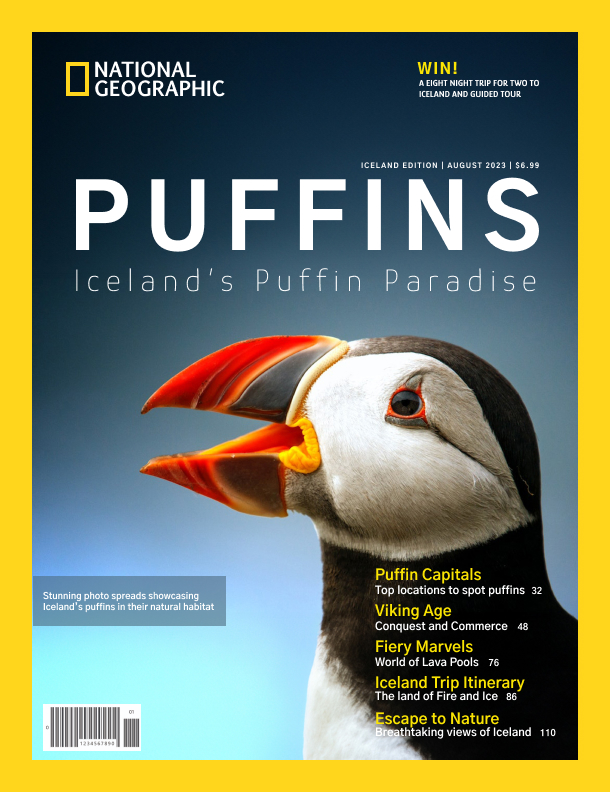 NATIONAL
GEOGRAPHIC
WIN!
A EIGHT NIGHT TRIP FOR TWO TO
ICELAND AND GUIDED TOUR
ICELAND EDITION | AUGUST 2023 | $6.99
PUFFINS
Iceland's Puffin Paradise
Puffin Capitals
Top locations to spot puffins 32
Viking Age
Conquest and Commerce 48
Fiery Marvels
World of Lava Pools 76
Iceland Trip Itinerary
The land of Fire and Ice 86
Escape to Nature
Breathtaking views of Iceland 110
Stunning photo spreads showcasing
Iceland's puffins in their natural habitat
01
0
1234567890